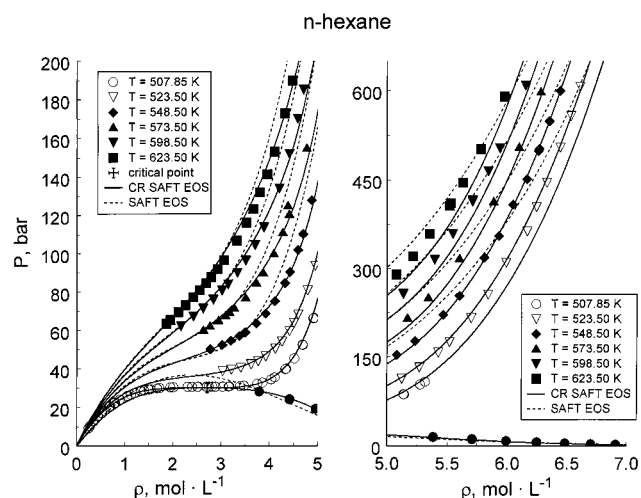 n-hexane
200
180
160
140
120
100
80
60
40
20
0
P, bar
T = 507.85 K
T = 523.50 K
T = 548.50 K
T = 573.50 K
T = 598.50 K
T = 623.50 K
critical point
CR SAFT EOS
SAFT EOS
0 1 2 3 4 5
ρ, mol · L⁻¹
600
450
300
150
0
T = 507.85 K
T = 523.50 K
T = 548.50 K
T = 573.50 K
T = 598.50 K
T = 623.50 K
CR SAFT EOS
SAFT EOS
5.0 5.5 6.0 6.5 7.0
ρ, mol · L⁻¹